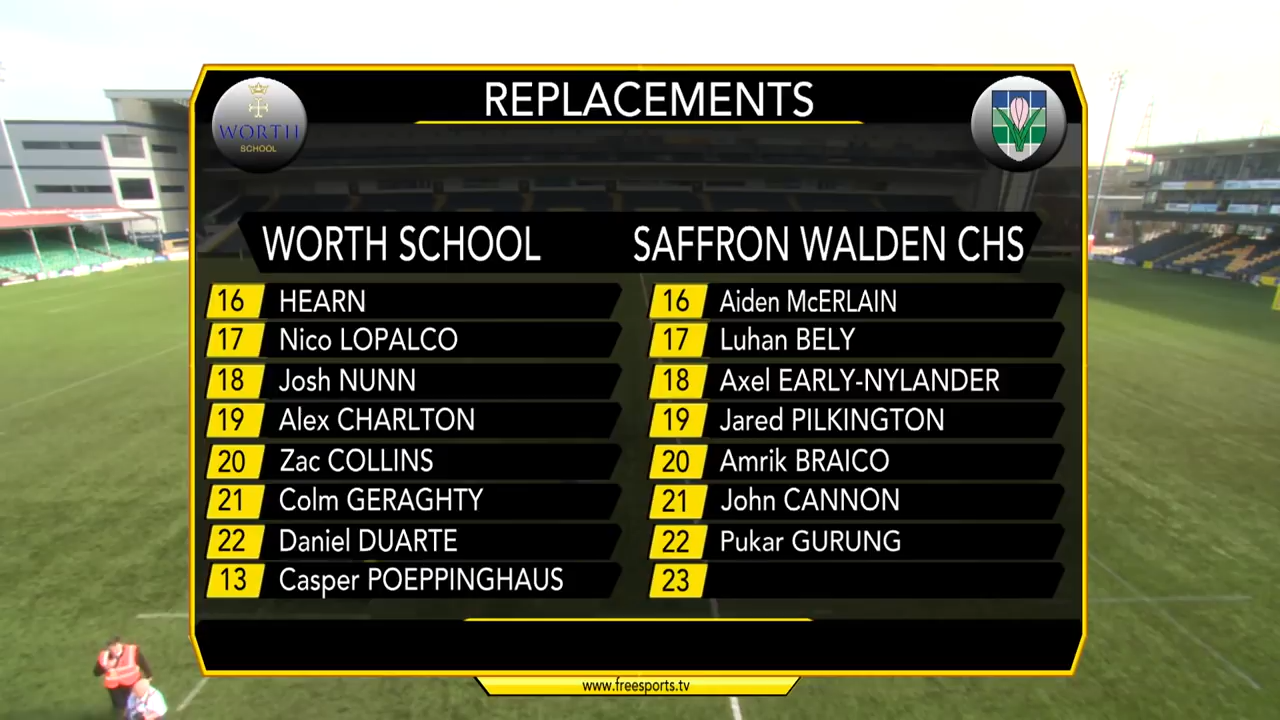 REPLACEMENTS
WORTH
SCHOOL
WORTH SCHOOL
16 HEARN
17 Nico LOPALCO
18 Josh NUNN
19 Alex CHARLTON
20 Zac COLLINS
21 Colm GERAGHTY
22 Daniel DUARTE
13 Casper POEPPINGHAUS
SAFFRON WALDEN CHS
16 Aiden McERLAIN
17 Luhan BELY
18 Axel EARLY-NYLANDER
19 Jared PILKINGTON
20 Amrik BRAICO
21 John CANNON
22 Pukar GURUNG
23
www.freesports.tv